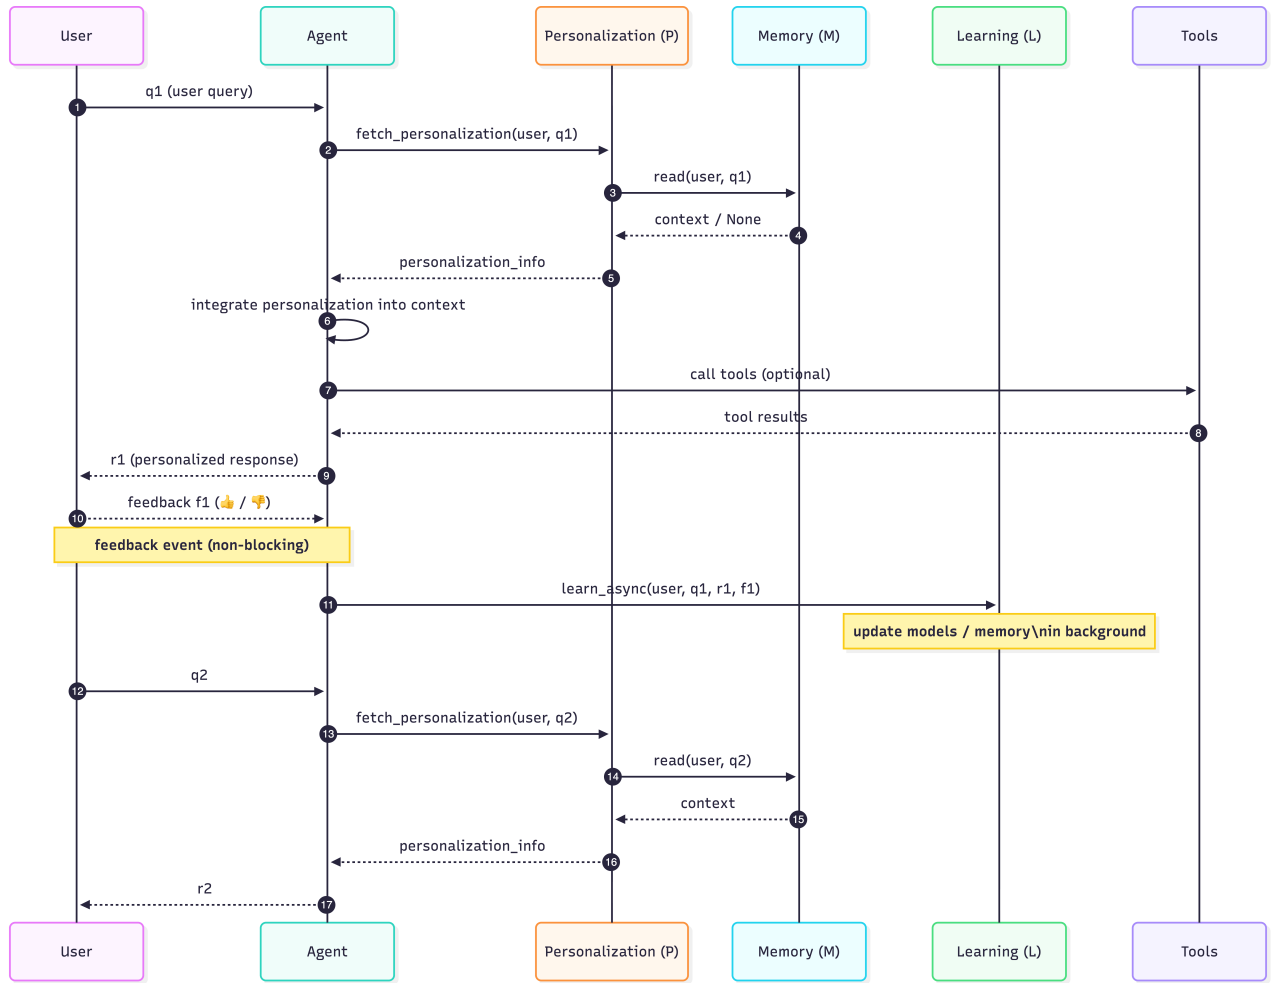 User
Agent
Personalization (P)
Memory (M)
Learning (L)
Tools
q1 (user query)
1
fetch_personalization(user, q1)
2
read(user, q1)
3
context / None
4
personalization_info
5
integrate personalization into context
6
call tools (optional)
7
tool results
8
r1 (personalized response)
9
feedback f1 (👍 / 👎)
10
feedback event (non-blocking)
learn_async(user, q1, r1, f1)
11
update models / memory\nin background
q2
12
fetch_personalization(user, q2)
13
read(user, q2)
14
context
15
personalization_info
16
r2
17
User
Agent
Personalization (P)
Memory (M)
Learning (L)
Tools